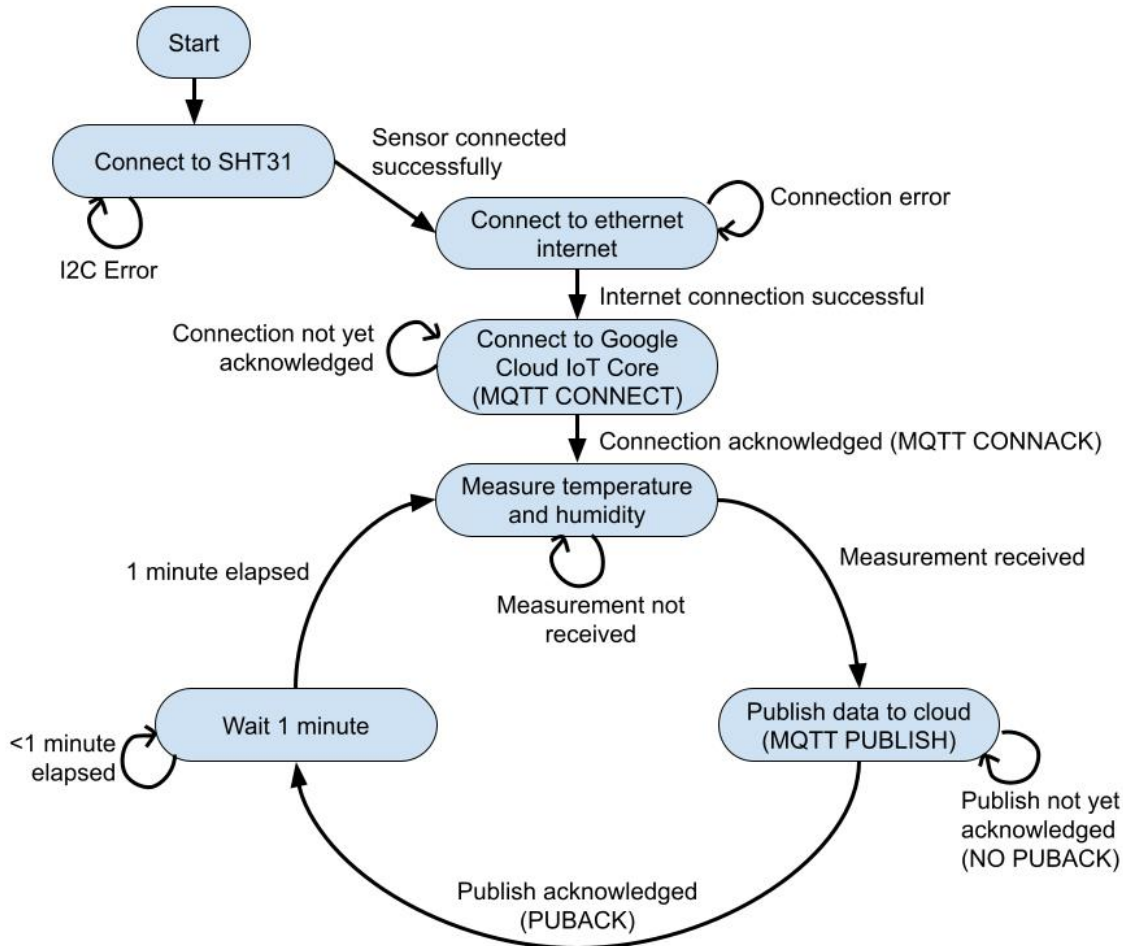 Start
Connect to SHT31
Sensor connected
successfully
I2C Error
Connect to ethernet
internet
Connection error
Internet connection successful
Connection not yet
acknowledged
Connect to Google
Cloud IoT Core
(MQTT CONNECT)
Connection acknowledged (MQTT CONNACK)
Measure temperature
and humidity
Measurement not
received
Measurement received
1 minute elapsed
Wait 1 minute
<1 minute
elapsed
Publish data to cloud
(MQTT PUBLISH)
Publish not yet
acknowledged
(NO PUBACK)
Publish acknowledged
(PUBACK)